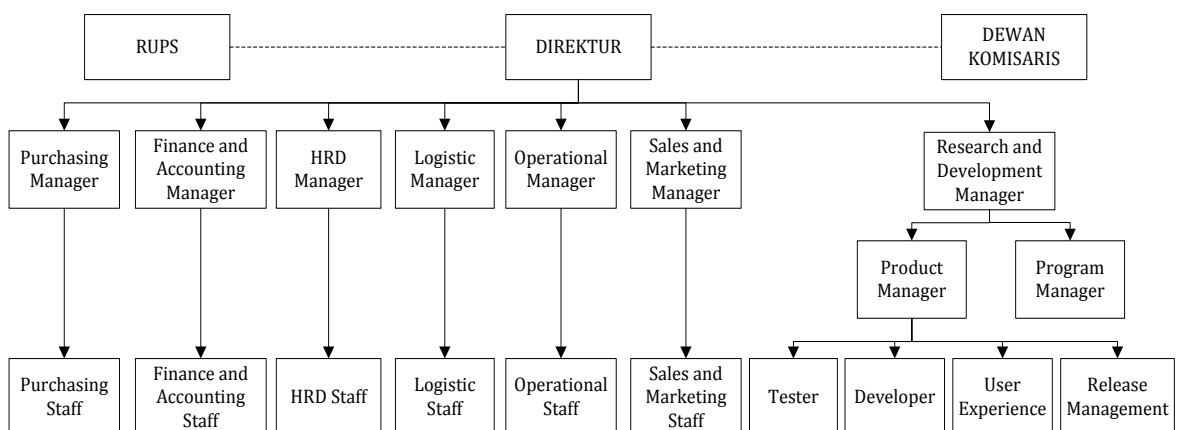 RUPS
DIREKTUR
DEWAN
KOMISARIS
Purchasing
Manager
Finance and
Accounting
Manager
HRD
Manager
Logistic
Manager
Operational
Manager
Sales and
Marketing
Manager
Research and
Development
Manager
Product
Manager
Program
Manager
Purchasing
Staff
Finance and
Accounting
Staff
HRD Staff
Logistic
Staff
Operational
Staff
Sales and
Marketing
Staff
Tester
Developer
User
Experience
Release
Management